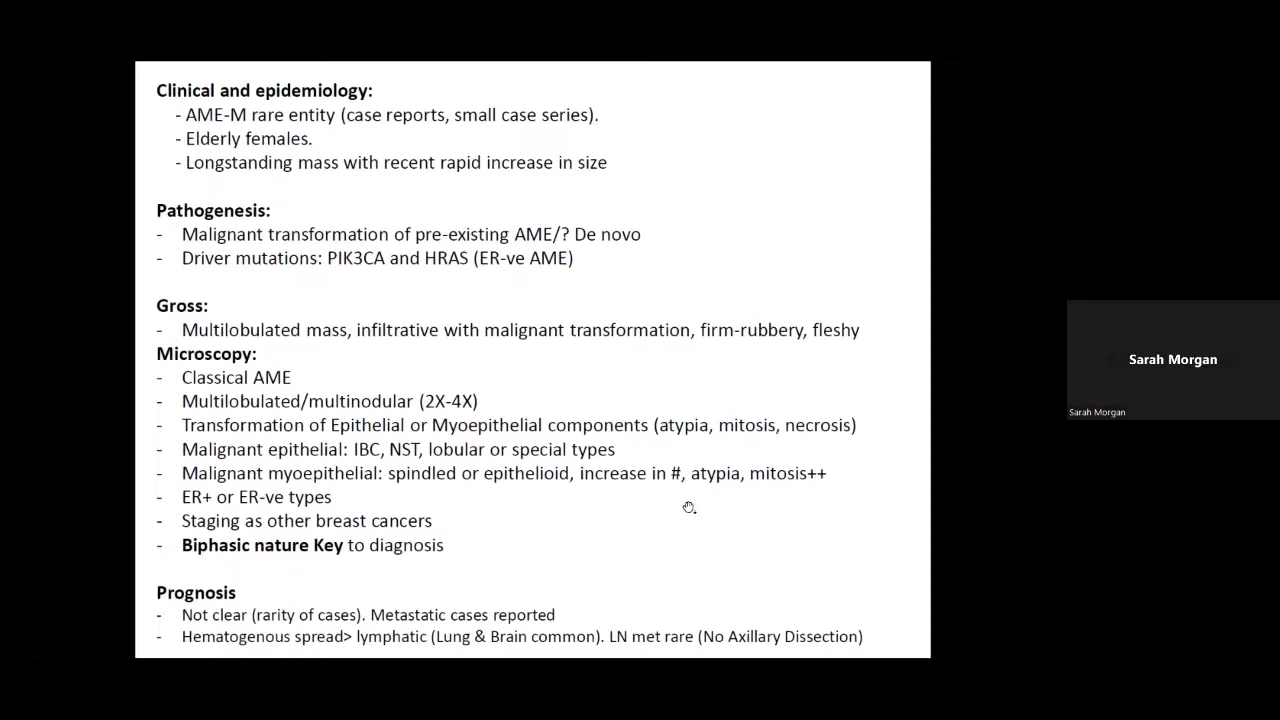 Clinical and epidemiology:
- AME-M rare entity (case reports, small case series).
- Elderly females.
- Longstanding mass with recent rapid increase in size
Pathogenesis:
- Malignant transformation of pre-existing AME/? De novo
- Driver mutations: PIK3CA and HRAS (ER-ve AME)
Gross:
- Multilobulated mass, infiltrative with malignant transformation, firm-rubbery, fleshy
Microscopy:
- Classical AME
- Multilobulated/multinodular (2X-4X)
- Transformation of Epithelial or Myoepithelial components (atypia, mitosis, necrosis)
- Malignant epithelial: IBC, NST, lobular or special types
- Malignant myoepithelial: spindled or epithelioid, increase in #, atypia, mitosis++
- ER+ or ER-ve types
- Staging as other breast cancers
- Biphasic nature Key to diagnosis
Prognosis
- Not clear (rarity of cases). Metastatic cases reported
- Hematogenous spread> lymphatic (Lung & Brain common). LN met rare (No Axillary Dissection)
Sarah Morgan
Sarah Morgan